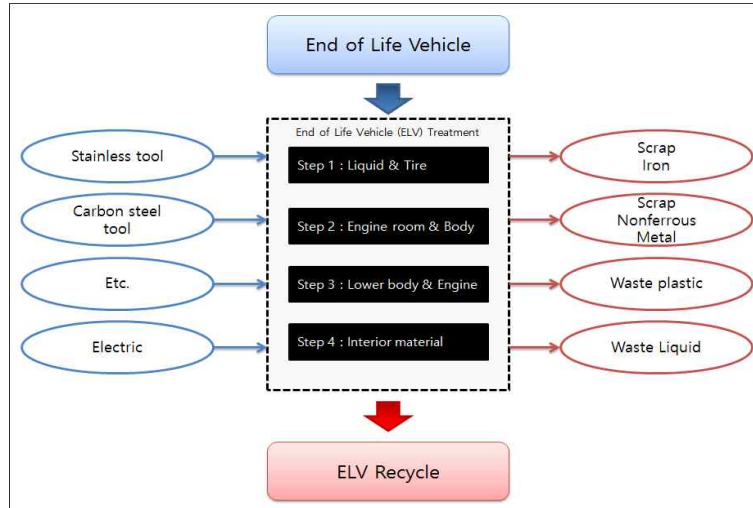 End of Life Vehicle
End of Life Vehicle (ELV) Treatment
Stainless tool
Step 1 : Liquid & Tire
Scrap
Iron
Carbon steel
tool
Step 2 : Engine room & Body
Scrap
Nonferrous
Metal
Etc.
Step 3 : Lower body & Engine
Waste plastic
Electric
Step 4 : Interior material
Waste Liquid
ELV Recycle